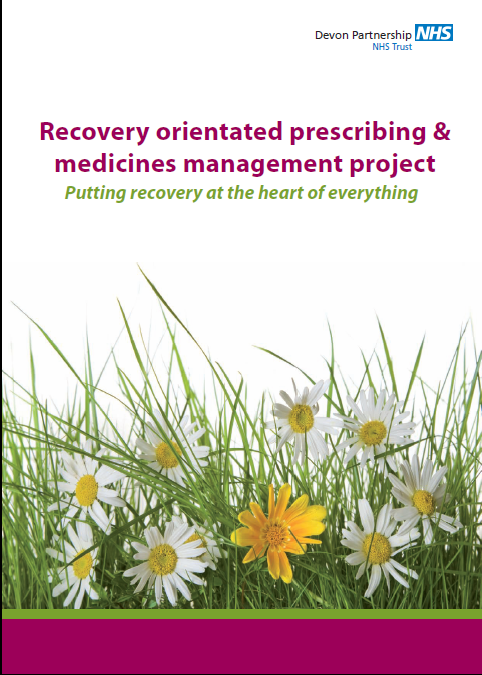 Devon Partnership NHS
NHS Trust
Recovery orientated prescribing &
medicines management project
Putting recovery at the heart of everything